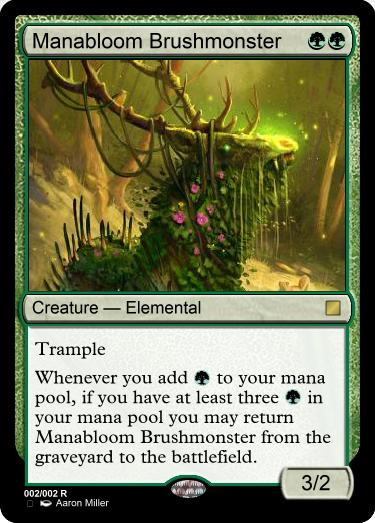 Manabloom Brushmonster
Creature — Elemental
Trample
Whenever you add to your mana
pool, if you have at least three in
your mana pool you may return
Manabloom Brushmonster from the
graveyard to the battlefield.
3/2
002/002 R
Aaron Miller